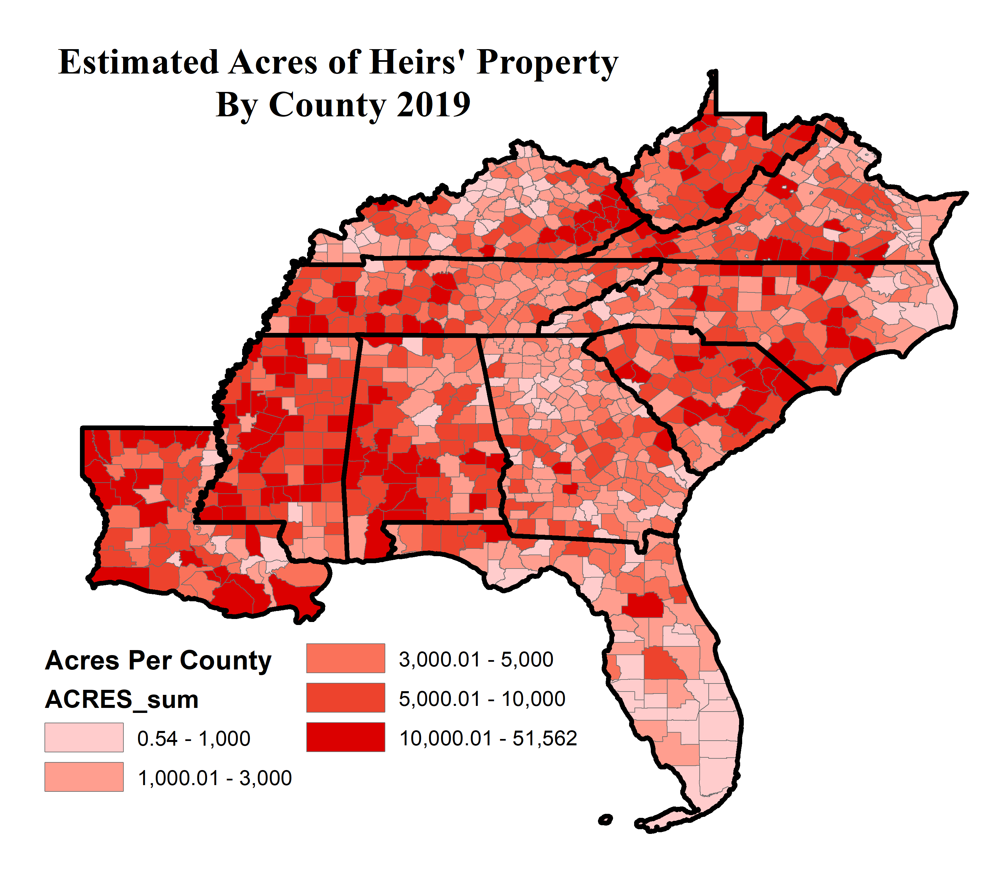 Estimated Acres of Heirs' Property
By County 2019
Acres Per County
ACRES_sum
0.54 - 1,000
1,000.01 - 3,000
3,000.01 - 5,000
5,000.01 - 10,000
10,000.01 - 51,562